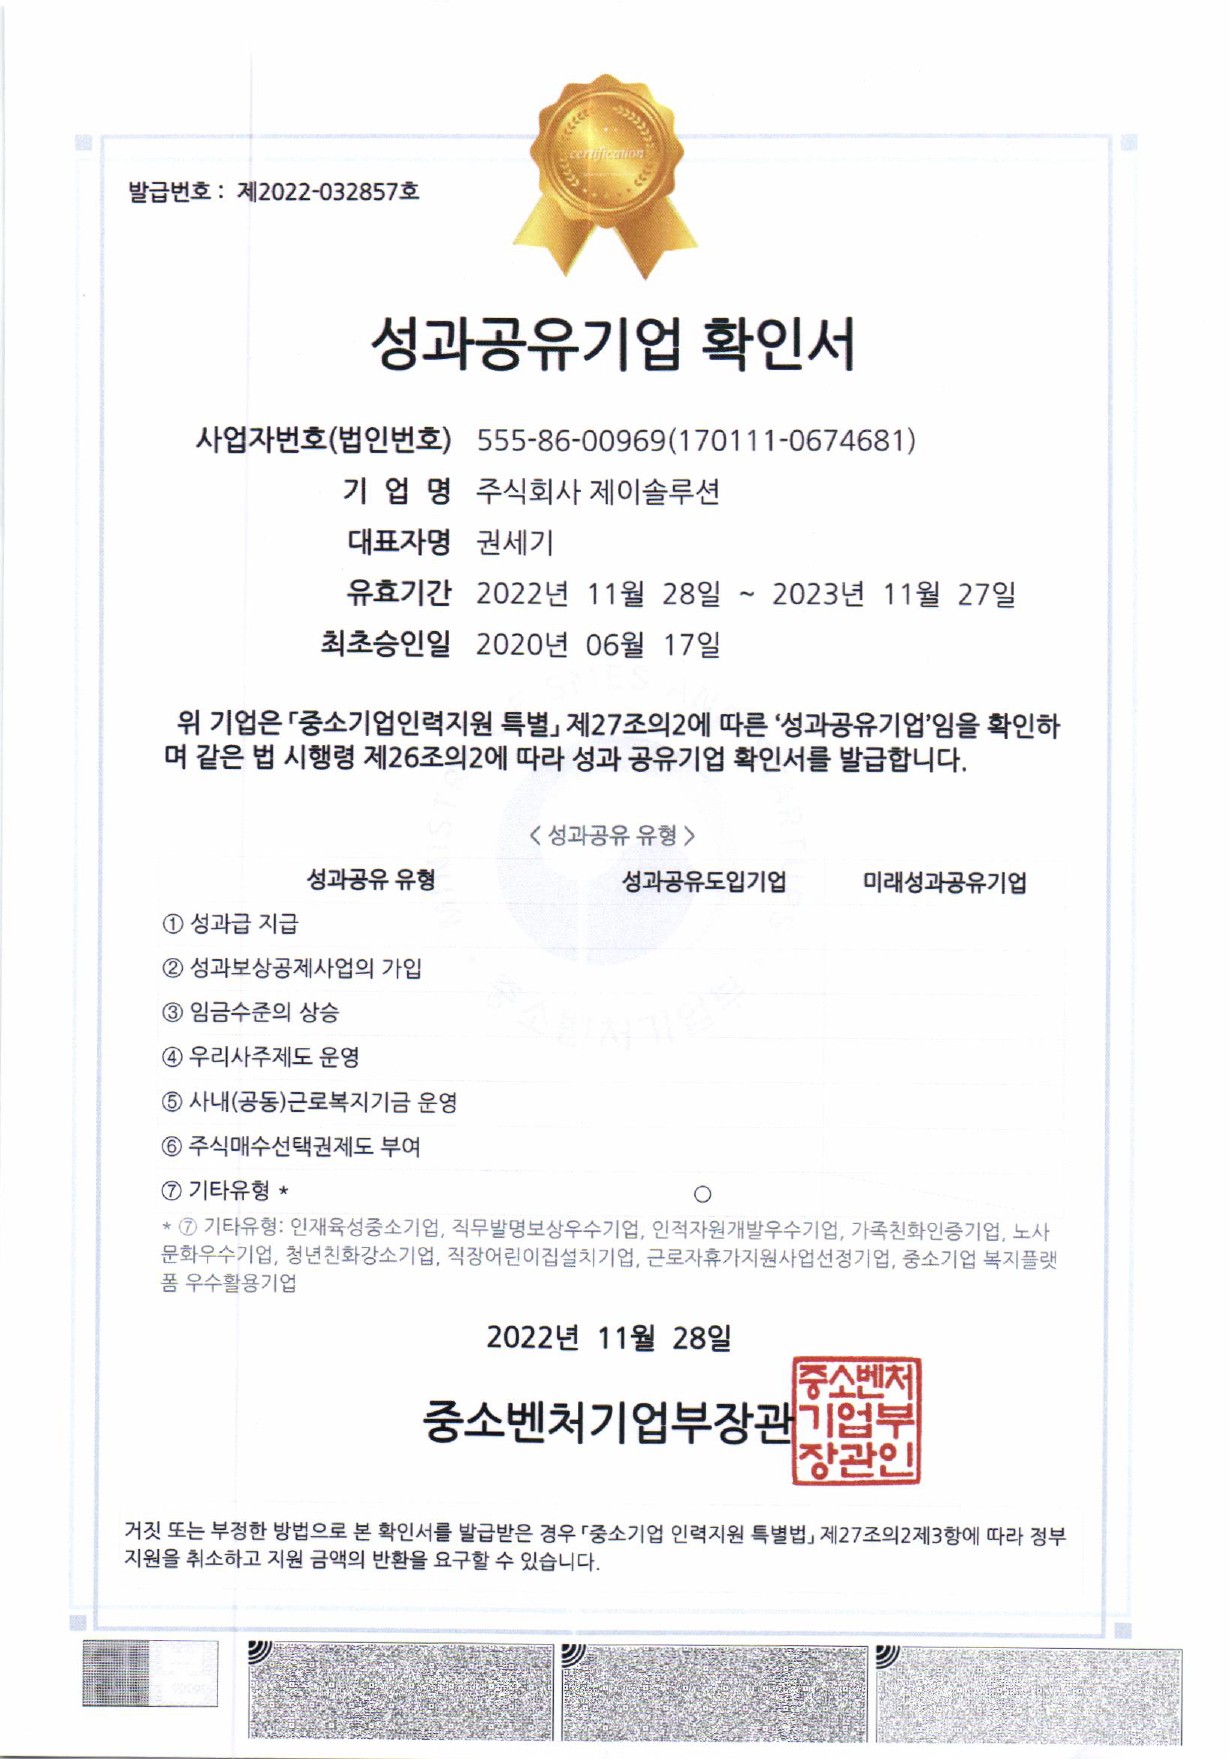 certification
발급번호 : 제2022-032857호
성과공유기업 확인서
사업자번호(법인번호) 555-86-00969(170111-0674681)
기 업 명 주식회사 제이솔루션
대표자명 권세기
유효기간 2022년 11월 28일 ~ 2023년 11월 27일
최초승인일 2020년 06월 17일
위 기업은 「중소기업인력지원 특별」 제27조의2에 따른 ‘성과공유기업’임을 확인하
며 같은 법 시행령 제26조의2에 따라 성과 공유기업 확인서를 발급합니다.
< 성과공유 유형 >
성과공유 유형 성과공유도입기업 미래성과공유기업
① 성과급 지급
② 성과보상공제사업의 가입
③ 임금수준의 상승
④ 우리사주제도 운영
⑤ 사내(공동)근로복지기금 운영
⑥ 주식매수선택권제도 부여
⑦ 기타유형 * ○
* ⑦ 기타유형: 인재육성중소기업, 직무발명보상우수기업, 인적자원개발우수기업, 가족친화인증기업, 노사
문화우수기업, 청년친화강소기업, 직장어린이집설치기업, 근로자휴가지원사업선정기업, 중소기업 복지플랫
폼 우수활용기업
2022년 11월 28일
중소벤처기업부장관
중소벤처
기업부
장관인
거짓 또는 부정한 방법으로 본 확인서를 발급받은 경우 「중소기업 인력지원 특별법」 제27조의2제3항에 따라 정부
지원을 취소하고 지원 금액의 반환을 요구할 수 있습니다.